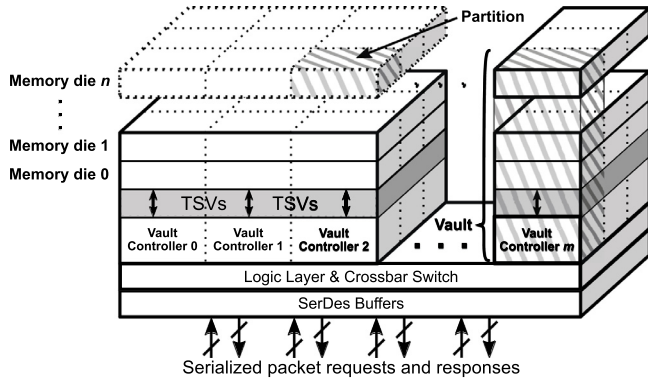 Partition
Memory die n
Memory die 1
Memory die 0
TSVs TSVs
Vault
Vault Controller 0
Vault Controller 1
Vault Controller 2
Vault Controller m
Logic Layer & Crossbar Switch
SerDes Buffers
Serialized packet requests and responses